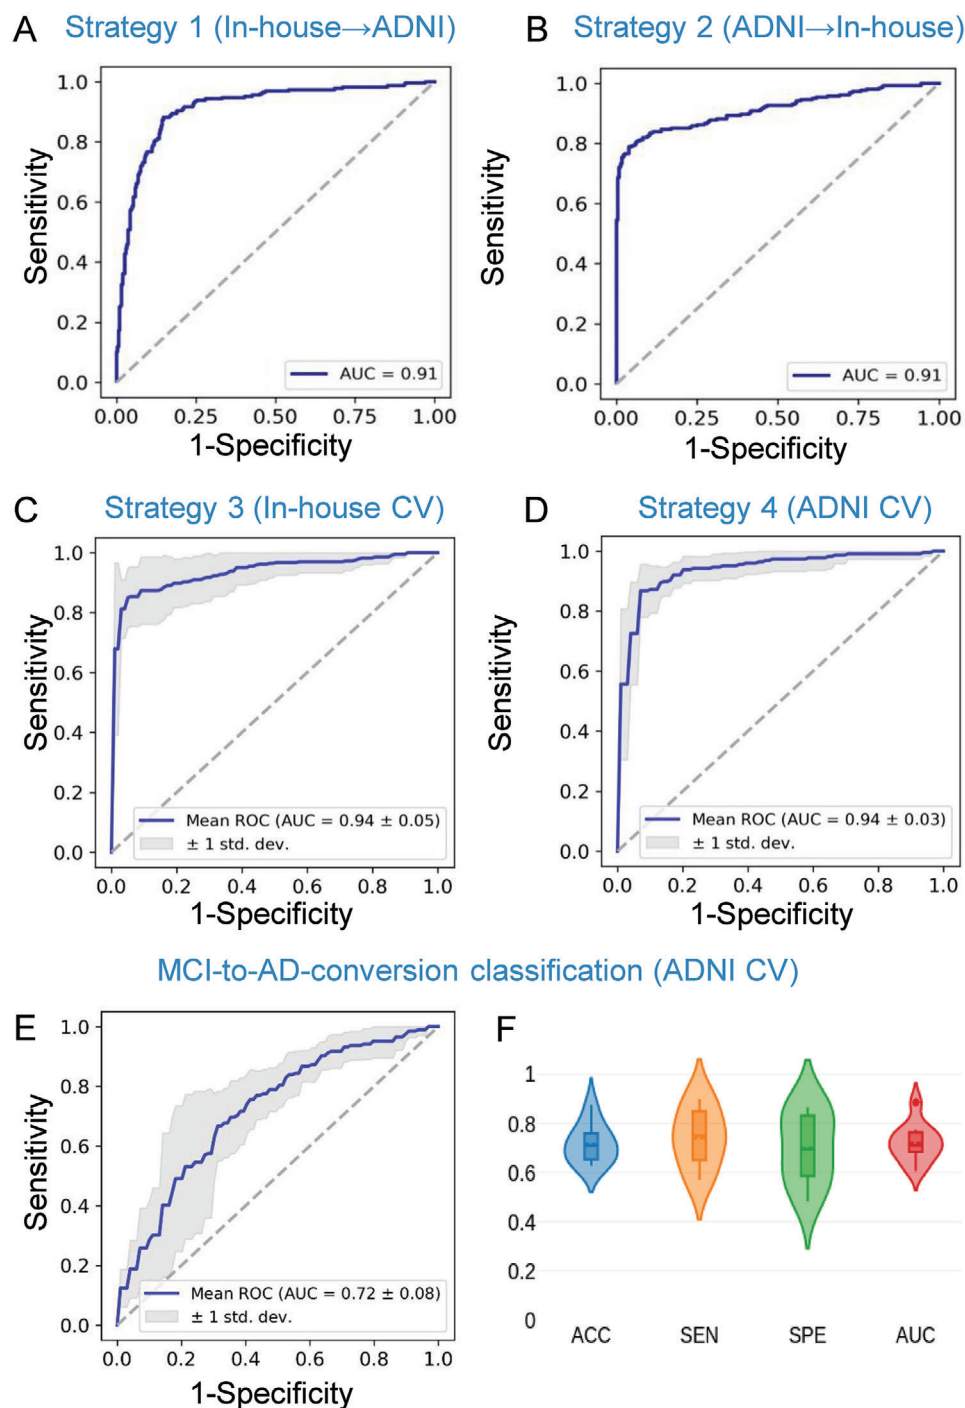 A Strategy 1 (In-house→ADNI)
B Strategy 2 (ADNI→In-house)
Sensitivity
1.0
0.8
0.6
0.4
0.2
0.0
AUC = 0.91
0.00 0.25 0.50 0.75 1.00
1-Specificity
Sensitivity
1.0
0.8
0.6
0.4
0.2
0.0
AUC = 0.91
0.00 0.25 0.50 0.75 1.00
1-Specificity
C Strategy 3 (In-house CV)
D Strategy 4 (ADNI CV)
Sensitivity
1.0
0.8
0.6
0.4
0.2
0.0
Mean ROC (AUC = 0.94 ± 0.05)
± 1 std. dev.
0.0 0.2 0.4 0.6 0.8 1.0
1-Specificity
Sensitivity
1.0
0.8
0.6
0.4
0.2
0.0
Mean ROC (AUC = 0.94 ± 0.03)
± 1 std. dev.
0.0 0.2 0.4 0.6 0.8 1.0
1-Specificity
MCI-to-AD-conversion classification (ADNI CV)
E
Sensitivity
1.0
0.8
0.6
0.4
0.2
0.0
Mean ROC (AUC = 0.72 ± 0.08)
± 1 std. dev.
0.0 0.2 0.4 0.6 0.8 1.0
1-Specificity
F
1
0.8
0.6
0.4
0.2
0
ACC SEN SPE AUC